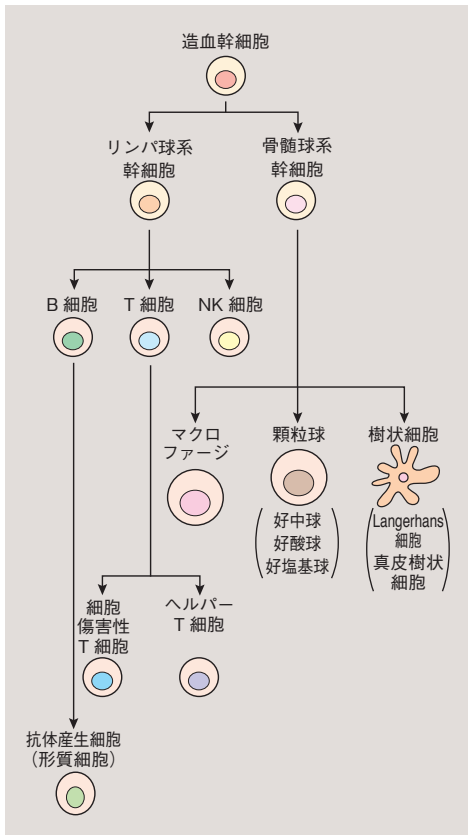 造血幹細胞
リンパ球系
幹細胞
骨髄球系
幹細胞
B 細胞
T 細胞
NK 細胞
マクロ
ファージ
顆粒球
樹状細胞
好中球
好酸球
好塩基球
Langerhans
細胞
真皮樹状
細胞
細胞
傷害性
T 細胞
ヘルパー
T 細胞
抗体産生細胞
（形質細胞）